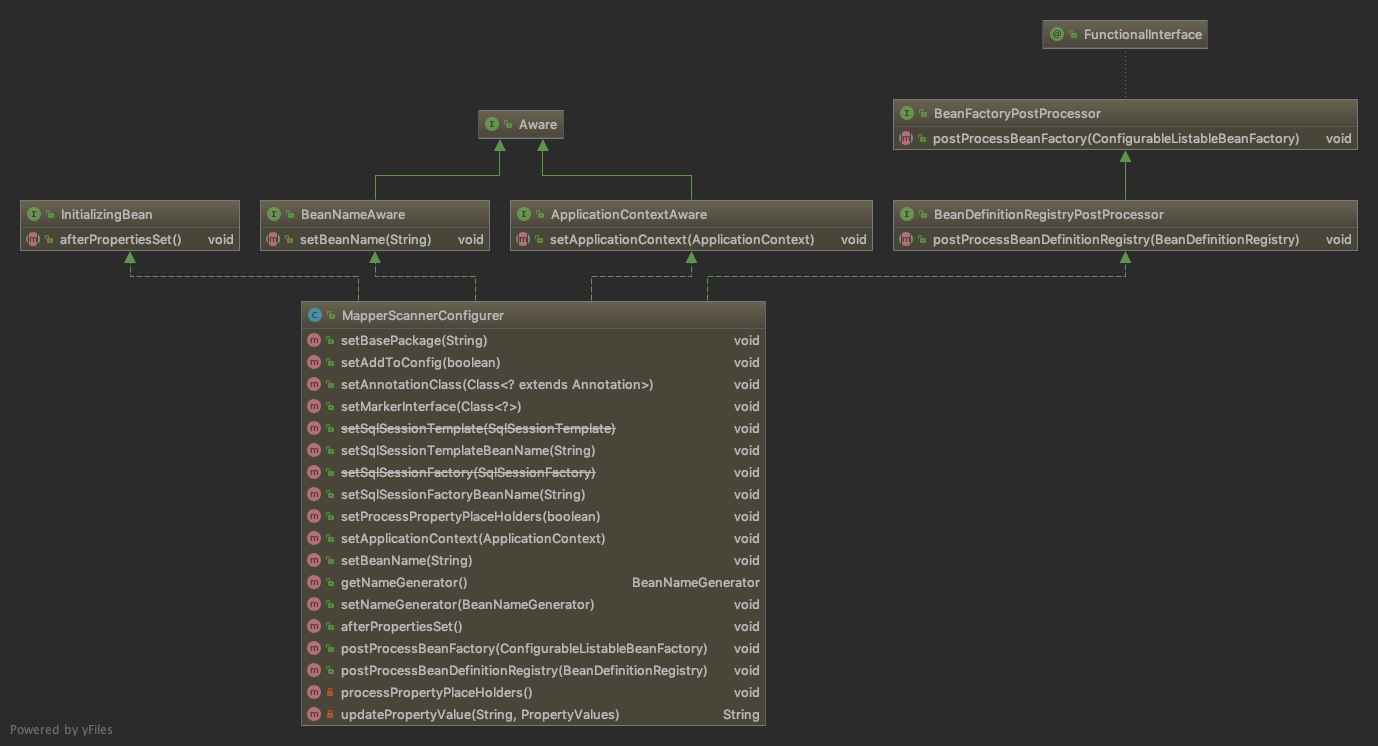 FunctionalInterface
BeanFactoryPostProcessor
postProcessBeanFactory(ConfigurableListableBeanFactory) void
Aware
InitializingBean
afterPropertiesSet() void
BeanNameAware
setBeanName(String) void
ApplicationContextAware
setApplicationContext(ApplicationContext) void
BeanDefinitionRegistryPostProcessor
postProcessBeanDefinitionRegistry(BeanDefinitionRegistry) void
MapperScannerConfigurer
setBasePackage(String) void
setAddToConfig(boolean) void
setAnnotationClass(Class<? extends Annotation>) void
setMarkerInterface(Class<?>) void
setSqlSessionTemplate(SqlSessionTemplate) void
setSqlSessionTemplateBeanName(String) void
setSqlSessionFactory(SqlSessionFactory) void
setSqlSessionFactoryBeanName(String) void
setProcessPropertyPlaceHolders(boolean) void
setApplicationContext(ApplicationContext) void
setBeanName(String) void
getNameGenerator() BeanNameGenerator
setNameGenerator(BeanNameGenerator) void
afterPropertiesSet() void
postProcessBeanFactory(ConfigurableListableBeanFactory) void
postProcessBeanDefinitionRegistry(BeanDefinitionRegistry) void
processPropertyPlaceHolders() void
updatePropertyValue(String, PropertyValues) String
Powered by yFiles